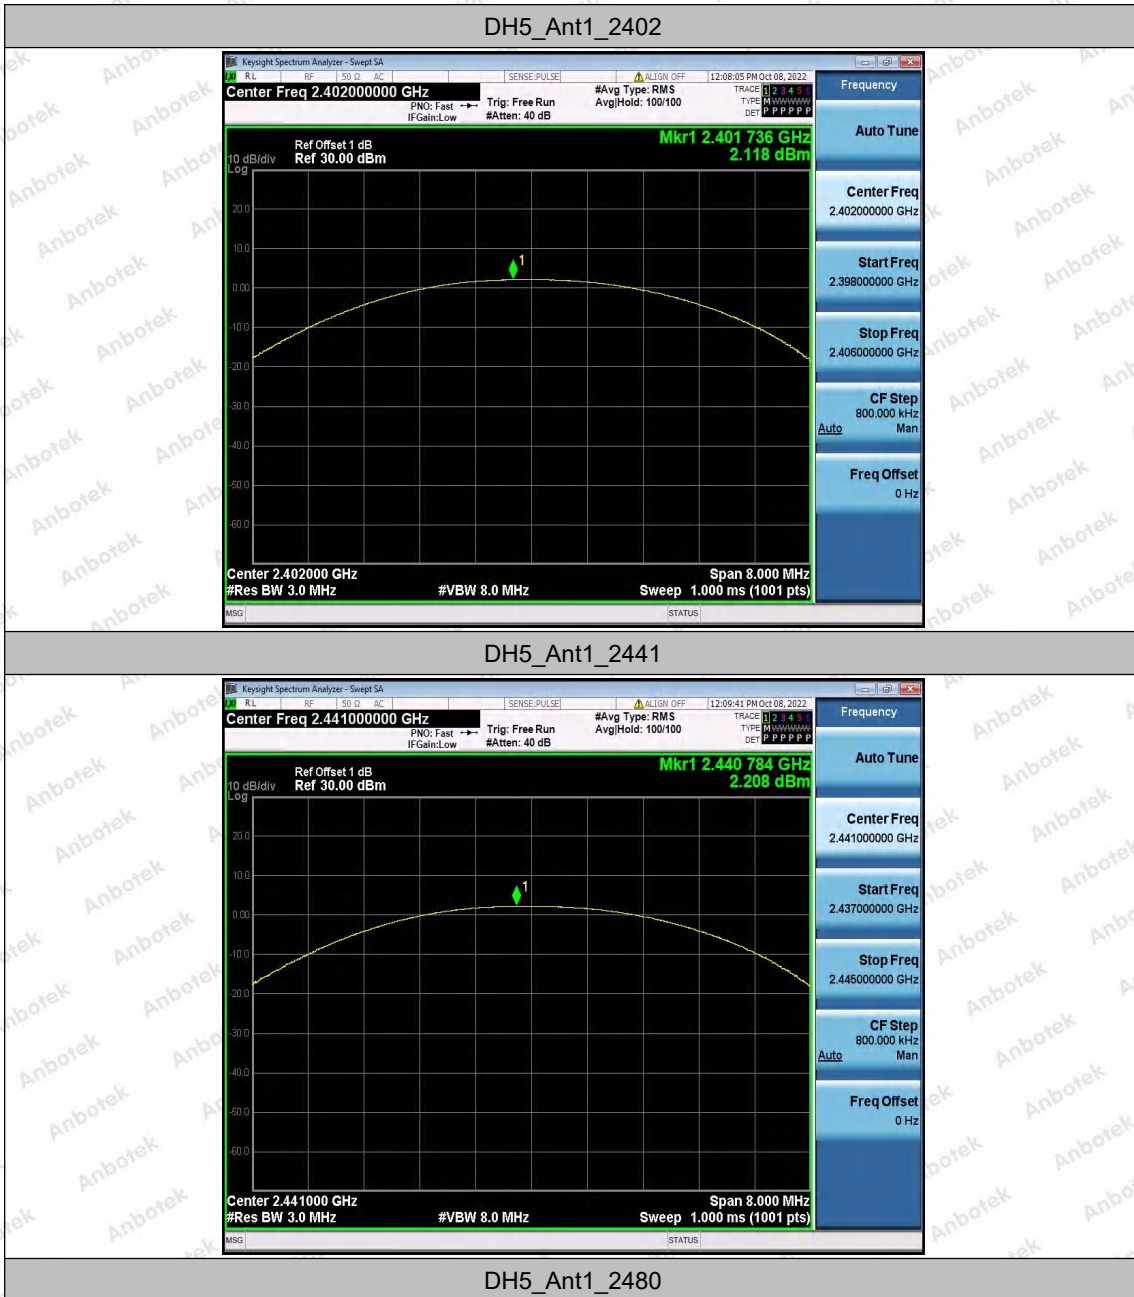 DH5_Ant1_2402
Keysight Spectrum Analyzer - Swept SA
LXI RL RF 50 Ω AC SENSE:PULSE ALIGN OFF 12:08:05 PM Oct 08, 2022
Center Freq 2.402000000 GHz
PNO: Fast
IFGain:Low
Trig: Free Run
#Atten: 40 dB
#Avg Type: RMS
Avg|Hold: 100/100
TRACE 1 2 3 4 5 6
TYPE M W W W W W
DET P P P P P P
Mkr1 2.401 736 GHz
2.118 dBm
Ref Offset 1 dB
10 dB/div Ref 30.00 dBm
Log
20.0
10.0
1
0.00
-10.0
-20.0
-30.0
-40.0
-50.0
-60.0
Center 2.402000 GHz Span 8.000 MHz
#Res BW 3.0 MHz #VBW 8.0 MHz Sweep 1.000 ms (1001 pts)
MSG STATUS
Frequency
Auto Tune
Center Freq
2.402000000 GHz
Start Freq
2.398000000 GHz
Stop Freq
2.406000000 GHz
CF Step
800.000 kHz
Auto Man
Freq Offset
0 Hz
DH5_Ant1_2441
Keysight Spectrum Analyzer - Swept SA
LXI RL RF 50 Ω AC SENSE:PULSE ALIGN OFF 12:09:41 PM Oct 08, 2022
Center Freq 2.441000000 GHz
PNO: Fast
IFGain:Low
Trig: Free Run
#Atten: 40 dB
#Avg Type: RMS
Avg|Hold: 100/100
TRACE 1 2 3 4 5 6
TYPE M W W W W W
DET P P P P P P
Mkr1 2.440 784 GHz
2.208 dBm
Ref Offset 1 dB
10 dB/div Ref 30.00 dBm
Log
20.0
10.0
1
0.00
-10.0
-20.0
-30.0
-40.0
-50.0
-60.0
Center 2.441000 GHz Span 8.000 MHz
#Res BW 3.0 MHz #VBW 8.0 MHz Sweep 1.000 ms (1001 pts)
MSG STATUS
Frequency
Auto Tune
Center Freq
2.441000000 GHz
Start Freq
2.437000000 GHz
Stop Freq
2.445000000 GHz
CF Step
800.000 kHz
Auto Man
Freq Offset
0 Hz
DH5_Ant1_2480
Anbotek